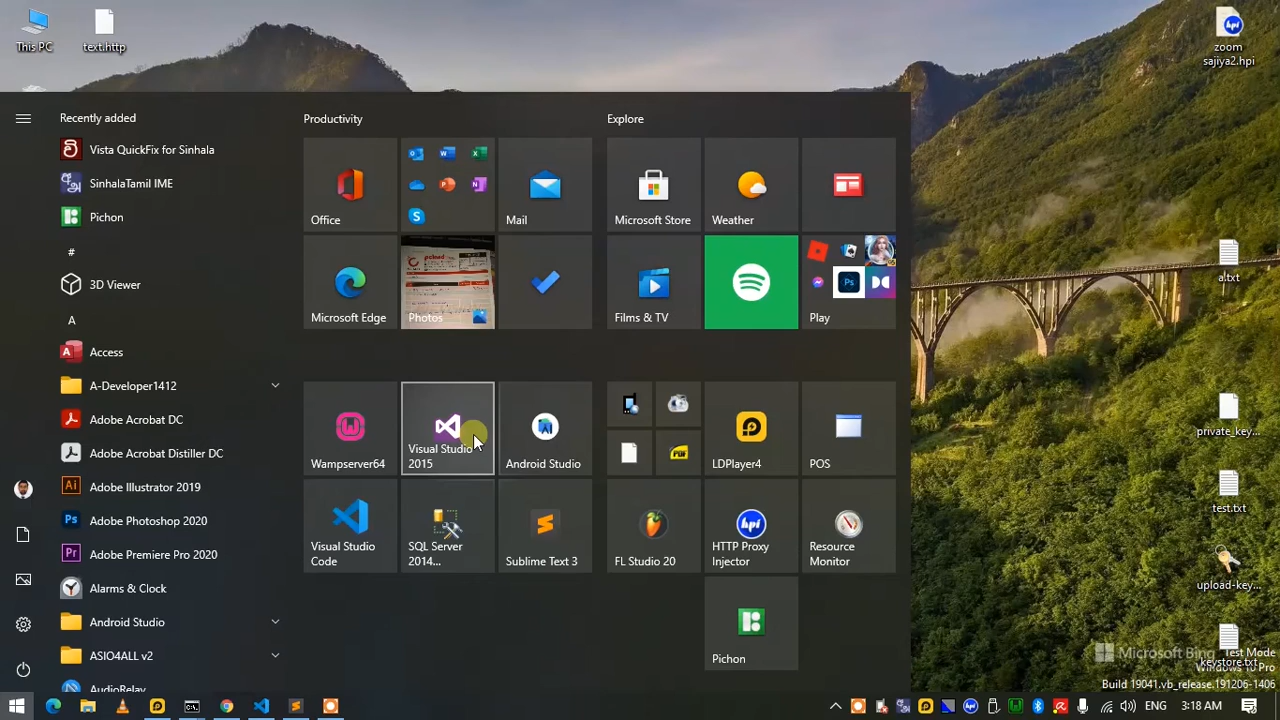 This PC
text.http
zoom
sajiya2.hpi
Recently added
Vista QuickFix for Sinhala
SinhalaTamil IME
Pichon
#
3D Viewer
A
Access
A-Developer1412
Adobe Acrobat DC
Adobe Acrobat Distiller DC
Adobe Illustrator 2019
Adobe Photoshop 2020
Adobe Premiere Pro 2020
Alarms & Clock
Android Studio
ASIO4ALL v2
AudioRelay
Productivity
Office
Mail
Microsoft Edge
Photos
Explore
Microsoft Store
Weather
Films & TV
Play
Wampserver64
Visual Studio
2015
Android Studio
LDPlayer4
POS
Visual Studio
Code
SQL Server
2014...
Sublime Text 3
FL Studio 20
HTTP Proxy
Injector
Resource
Monitor
Pichon
a.txt
private_key...
test.txt
upload-key...
keystore.txt
Microsoft Bing
Test Mode
Windows 10 Pro
Build 19041.vb_release.191206-1406
ENG
3:18 AM